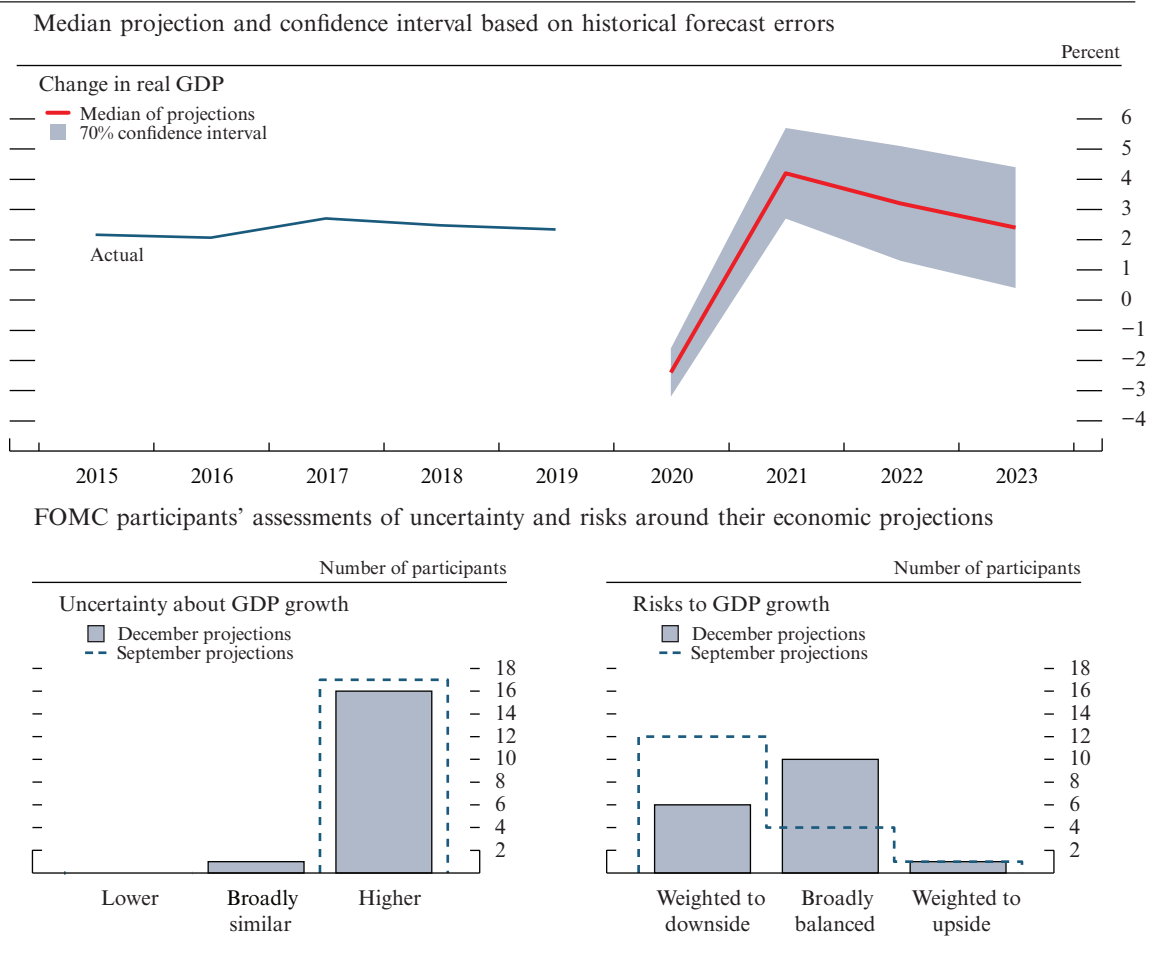 Median projection and confidence interval based on historical forecast errors
Percent
Change in real GDP
Median of projections
70% confidence interval
Actual
6
5
4
3
2
1
0
−1
−2
−3
−4
2015 2016 2017 2018 2019 2020 2021 2022 2023
FOMC participants’ assessments of uncertainty and risks around their economic projections
Number of participants
Uncertainty about GDP growth
December projections
September projections
18
16
14
12
10
8
6
4
2
Lower Broadly similar Higher
Number of participants
Risks to GDP growth
December projections
September projections
18
16
14
12
10
8
6
4
2
Weighted to downside Broadly balanced Weighted to upside